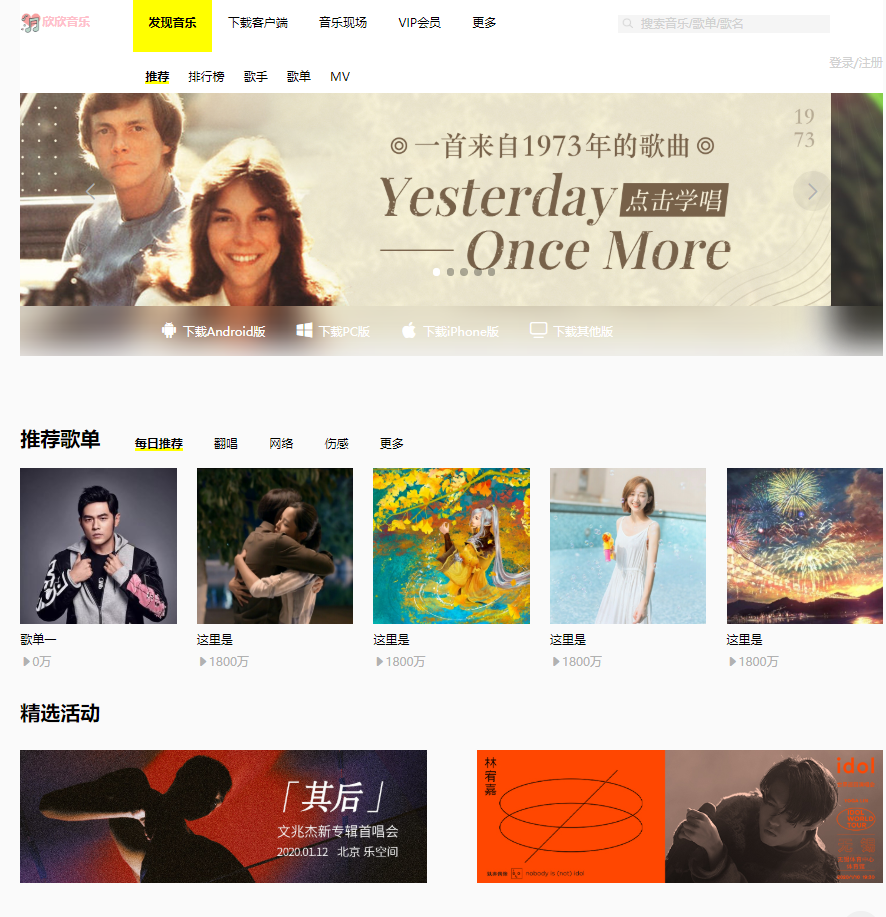 欣欣音乐
发现音乐 下载客户端 音乐现场 VIP会员 更多
搜索音乐/歌单/歌名
登录/注册
推荐 排行榜 歌手 歌单 MV
19
73
一首来自1973年的歌曲
Yesterday 点击学唱
Once More
下载Android版 下载PC版 下载iPhone版 下载其他版
推荐歌单 每日推荐 翻唱 网络 伤感 更多
歌单一 这里是 这里是 这里是 这里是
0万 1800万 1800万 1800万 1800万
精选活动
「其后」
文兆杰新专辑首唱会
2020.01.12 北京 乐空间
林宥嘉
idol
nobody is (not) idol